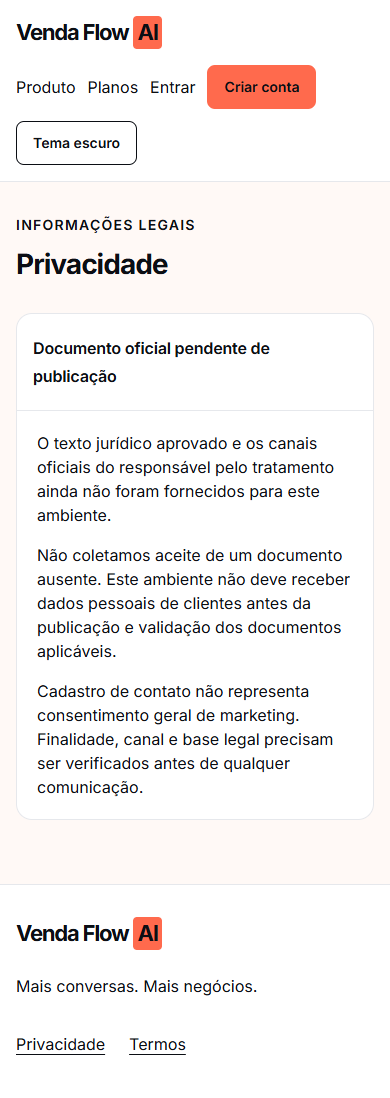 Venda Flow AI
Produto Planos Entrar Criar conta
Tema escuro
INFORMAÇÕES LEGAIS
Privacidade
Documento oficial pendente de
publicação
O texto jurídico aprovado e os canais
oficiais do responsável pelo tratamento
ainda não foram fornecidos para este
ambiente.
Não coletamos aceite de um documento
ausente. Este ambiente não deve receber
dados pessoais de clientes antes da
publicação e validação dos documentos
aplicáveis.
Cadastro de contato não representa
consentimento geral de marketing.
Finalidade, canal e base legal precisam
ser verificados antes de qualquer
comunicação.
Venda Flow AI
Mais conversas. Mais negócios.
Privacidade Termos